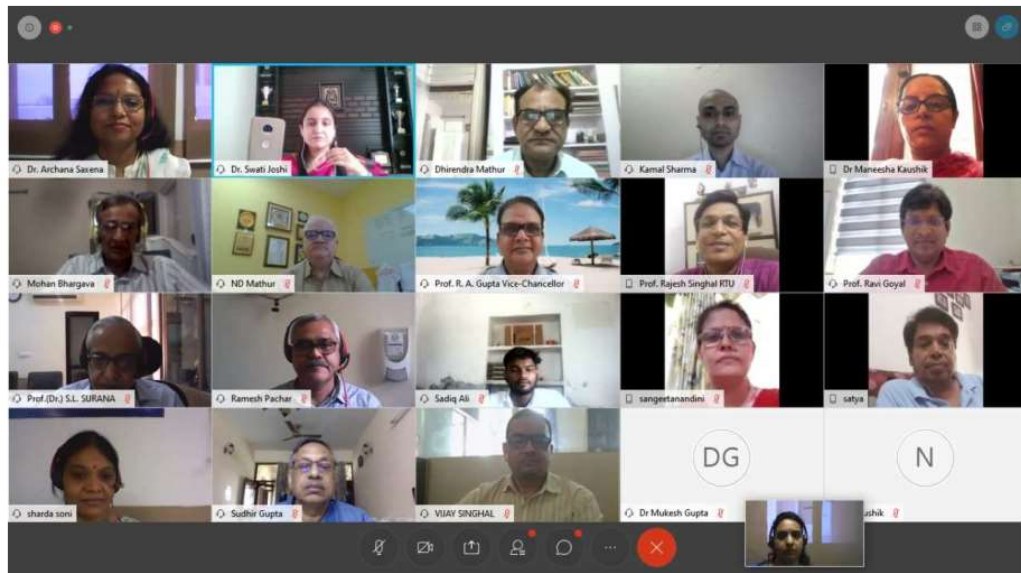 Dr. Archana Saxena
Dr. Swati Joshi
Dhirendra Mathur
Kamal Sharma
Dr Maneesha Kaushik
Mohan Bhargava
ND Mathur
Prof. R. A. Gupta Vice-Chancellor
Prof. Rajesh Singhal RTU
Prof. Ravi Goyal
Prof.(Dr.) S.L. SURANA
Ramesh Pachar
Sadiq Ali
sangeetanandini
satya
sharda soni
Sudhir Gupta
VIJAY SINGHAL
DG
Dr Mukesh Gupta
N
ushik